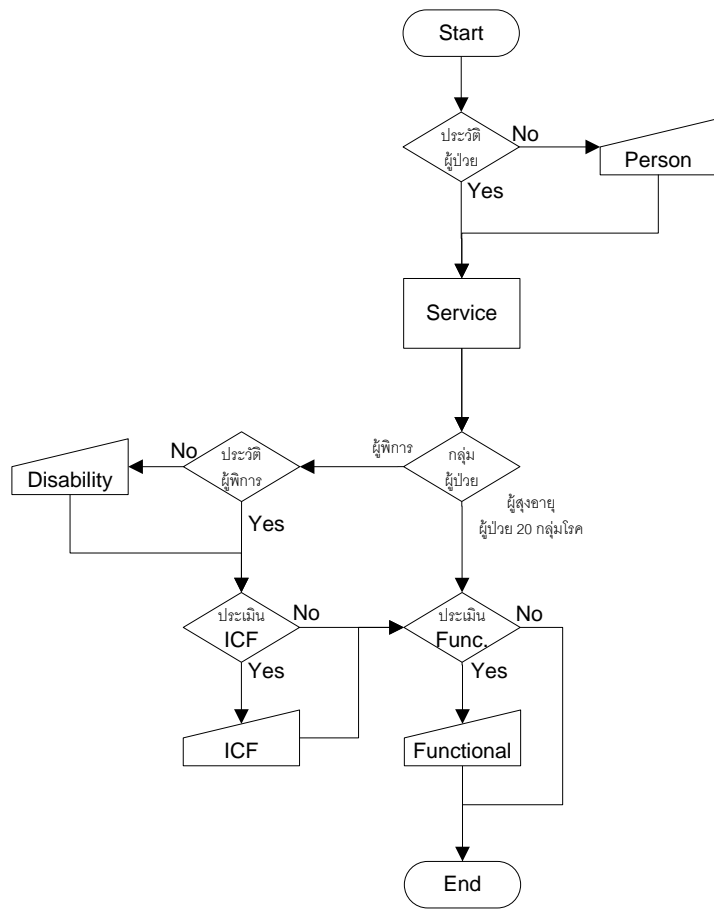 Start
ประวัติ
ผู้ป่วย
No
Person
Yes
Service
ผู้พิการ
กลุ่ม
ผู้ป่วย
No
ประวัติ
ผู้พิการ
Disability
Yes
ผู้สุงอายุ
ผู้ป่วย 20 กลุ่มโรค
ประเมิน
ICF
No
Yes
ประเมิน
Func.
No
Yes
ICF
Functional
End